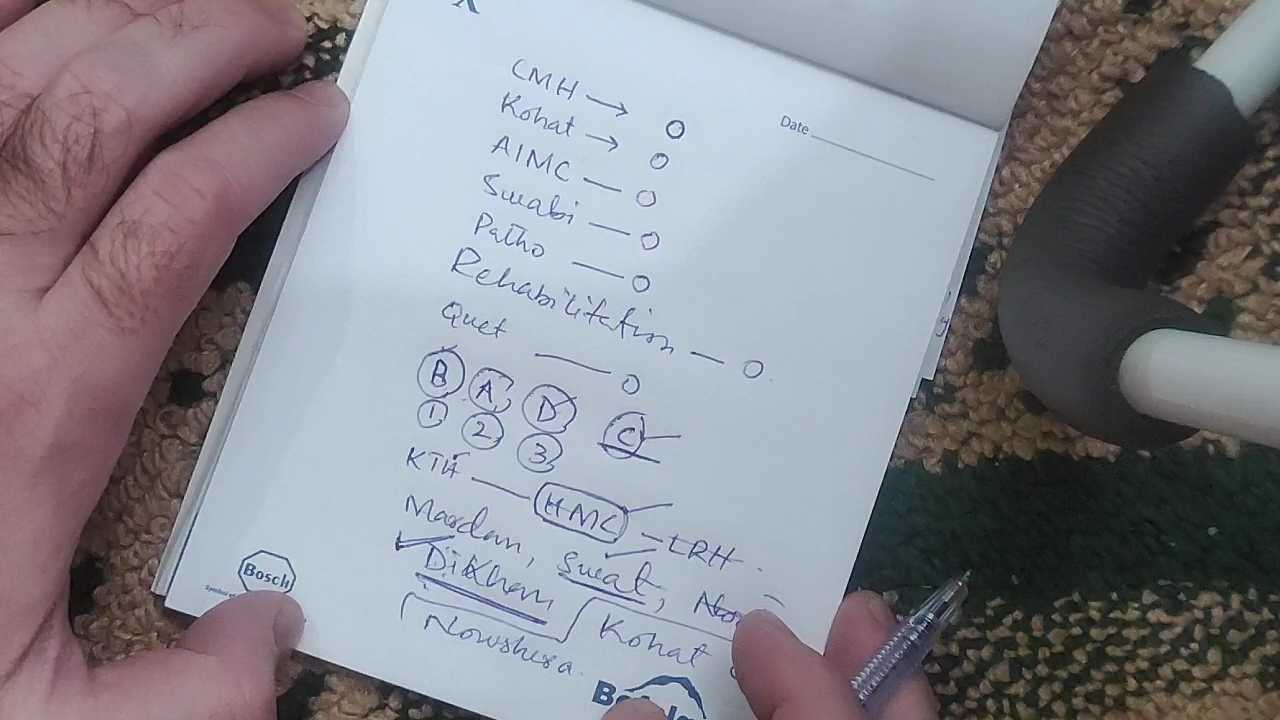 Date
CMH → O
Kohat → O
AIMC — O
Swabi — O
Patho — O
Rehabilitation — O
Quet — O
B A D C
1 2 3
KTH — HMC – LRH
Mardan, Swat,
DiKhan
Nowshera. Kohat
Bosch